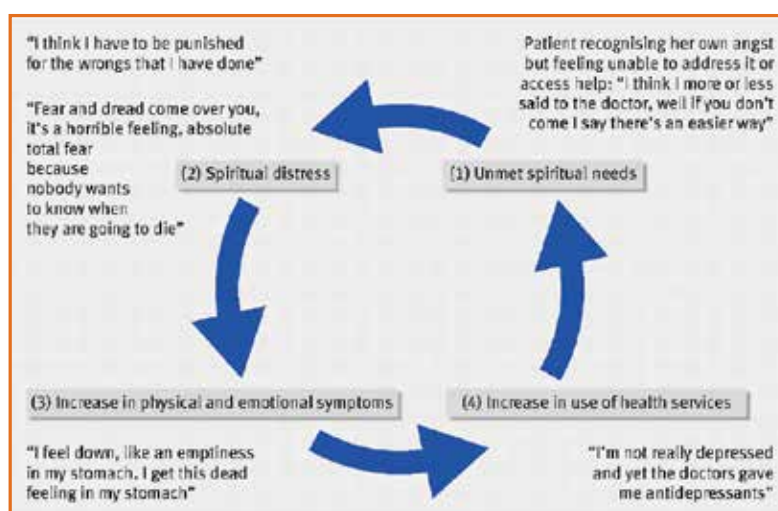 "I think I have to be punished
for the wrongs that I have done"
"Fear and dread come over you,
it's a horrible feeling, absolute
total fear
because
nobody wants
to know when
they are going to die"
Patient recognising her own angst
but feeling unable to address it or
access help: "I think I more or less
said to the doctor, well if you don't
come I say there's an easier way"
(2) Spiritual distress
(1) Unmet spiritual needs
(3) Increase in physical and emotional symptoms
(4) Increase in use of health services
"I feel down, like an emptiness
in my stomach. I get this dead
feeling in my stomach"
"I'm not really depressed
and yet the doctors gave
me antidepressants"